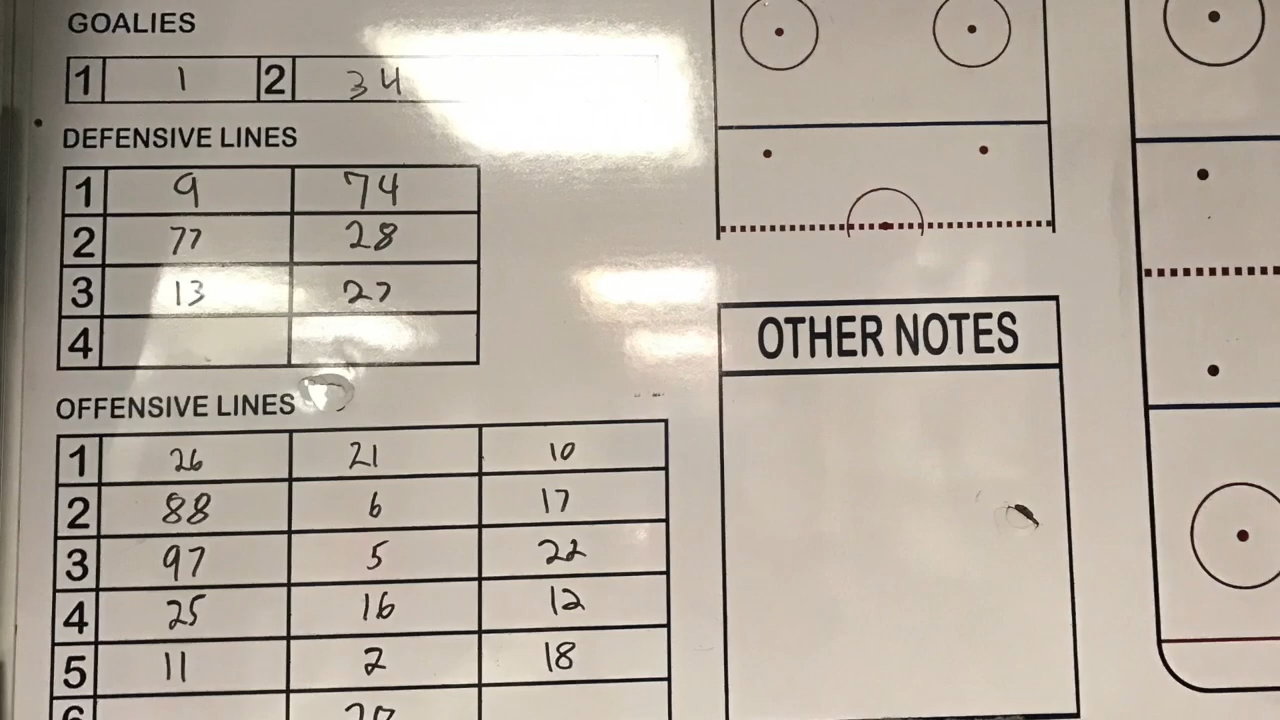 GOALIES
1 1 2 34
DEFENSIVE LINES
1 9 74
2 77 28
3 13 27
4
OFFENSIVE LINES
1 26 21 10
2 88 6 17
3 97 5 22
4 25 16 12
5 11 2 18
6
OTHER NOTES